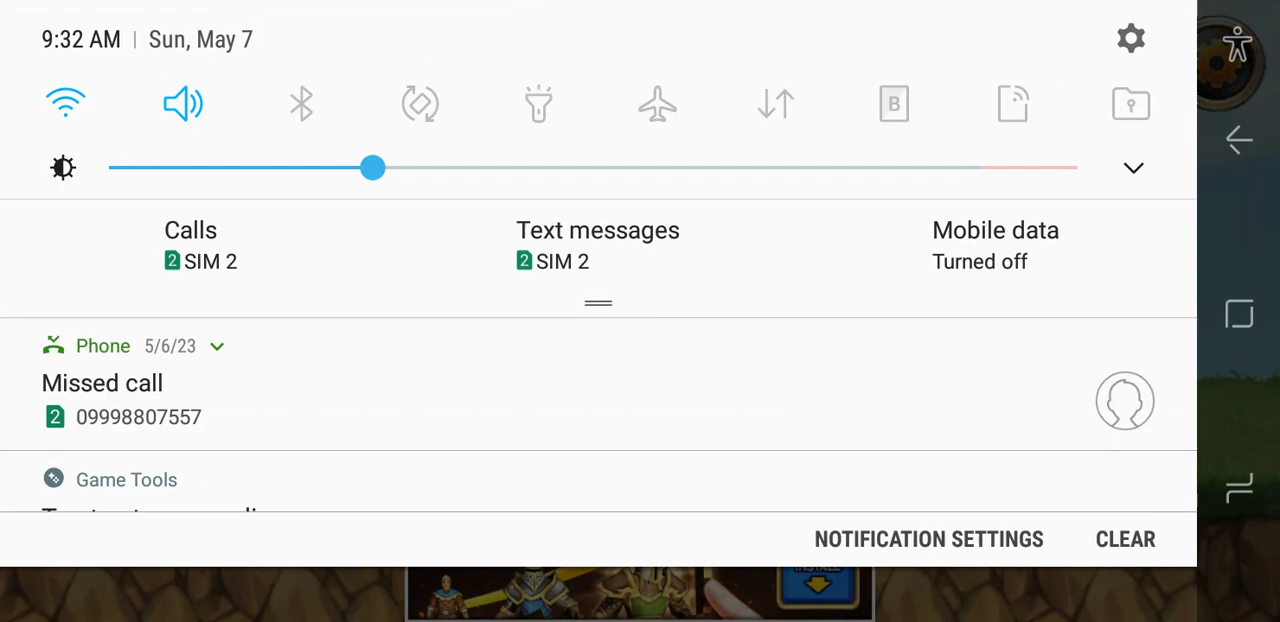 9:32 AM | Sun, May 7
B
Calls
2 SIM 2
Text messages
2 SIM 2
Mobile data
Turned off
Phone 5/6/23
Missed call
2 09998807557
Game Tools
NOTIFICATION SETTINGS
CLEAR
INSTALL